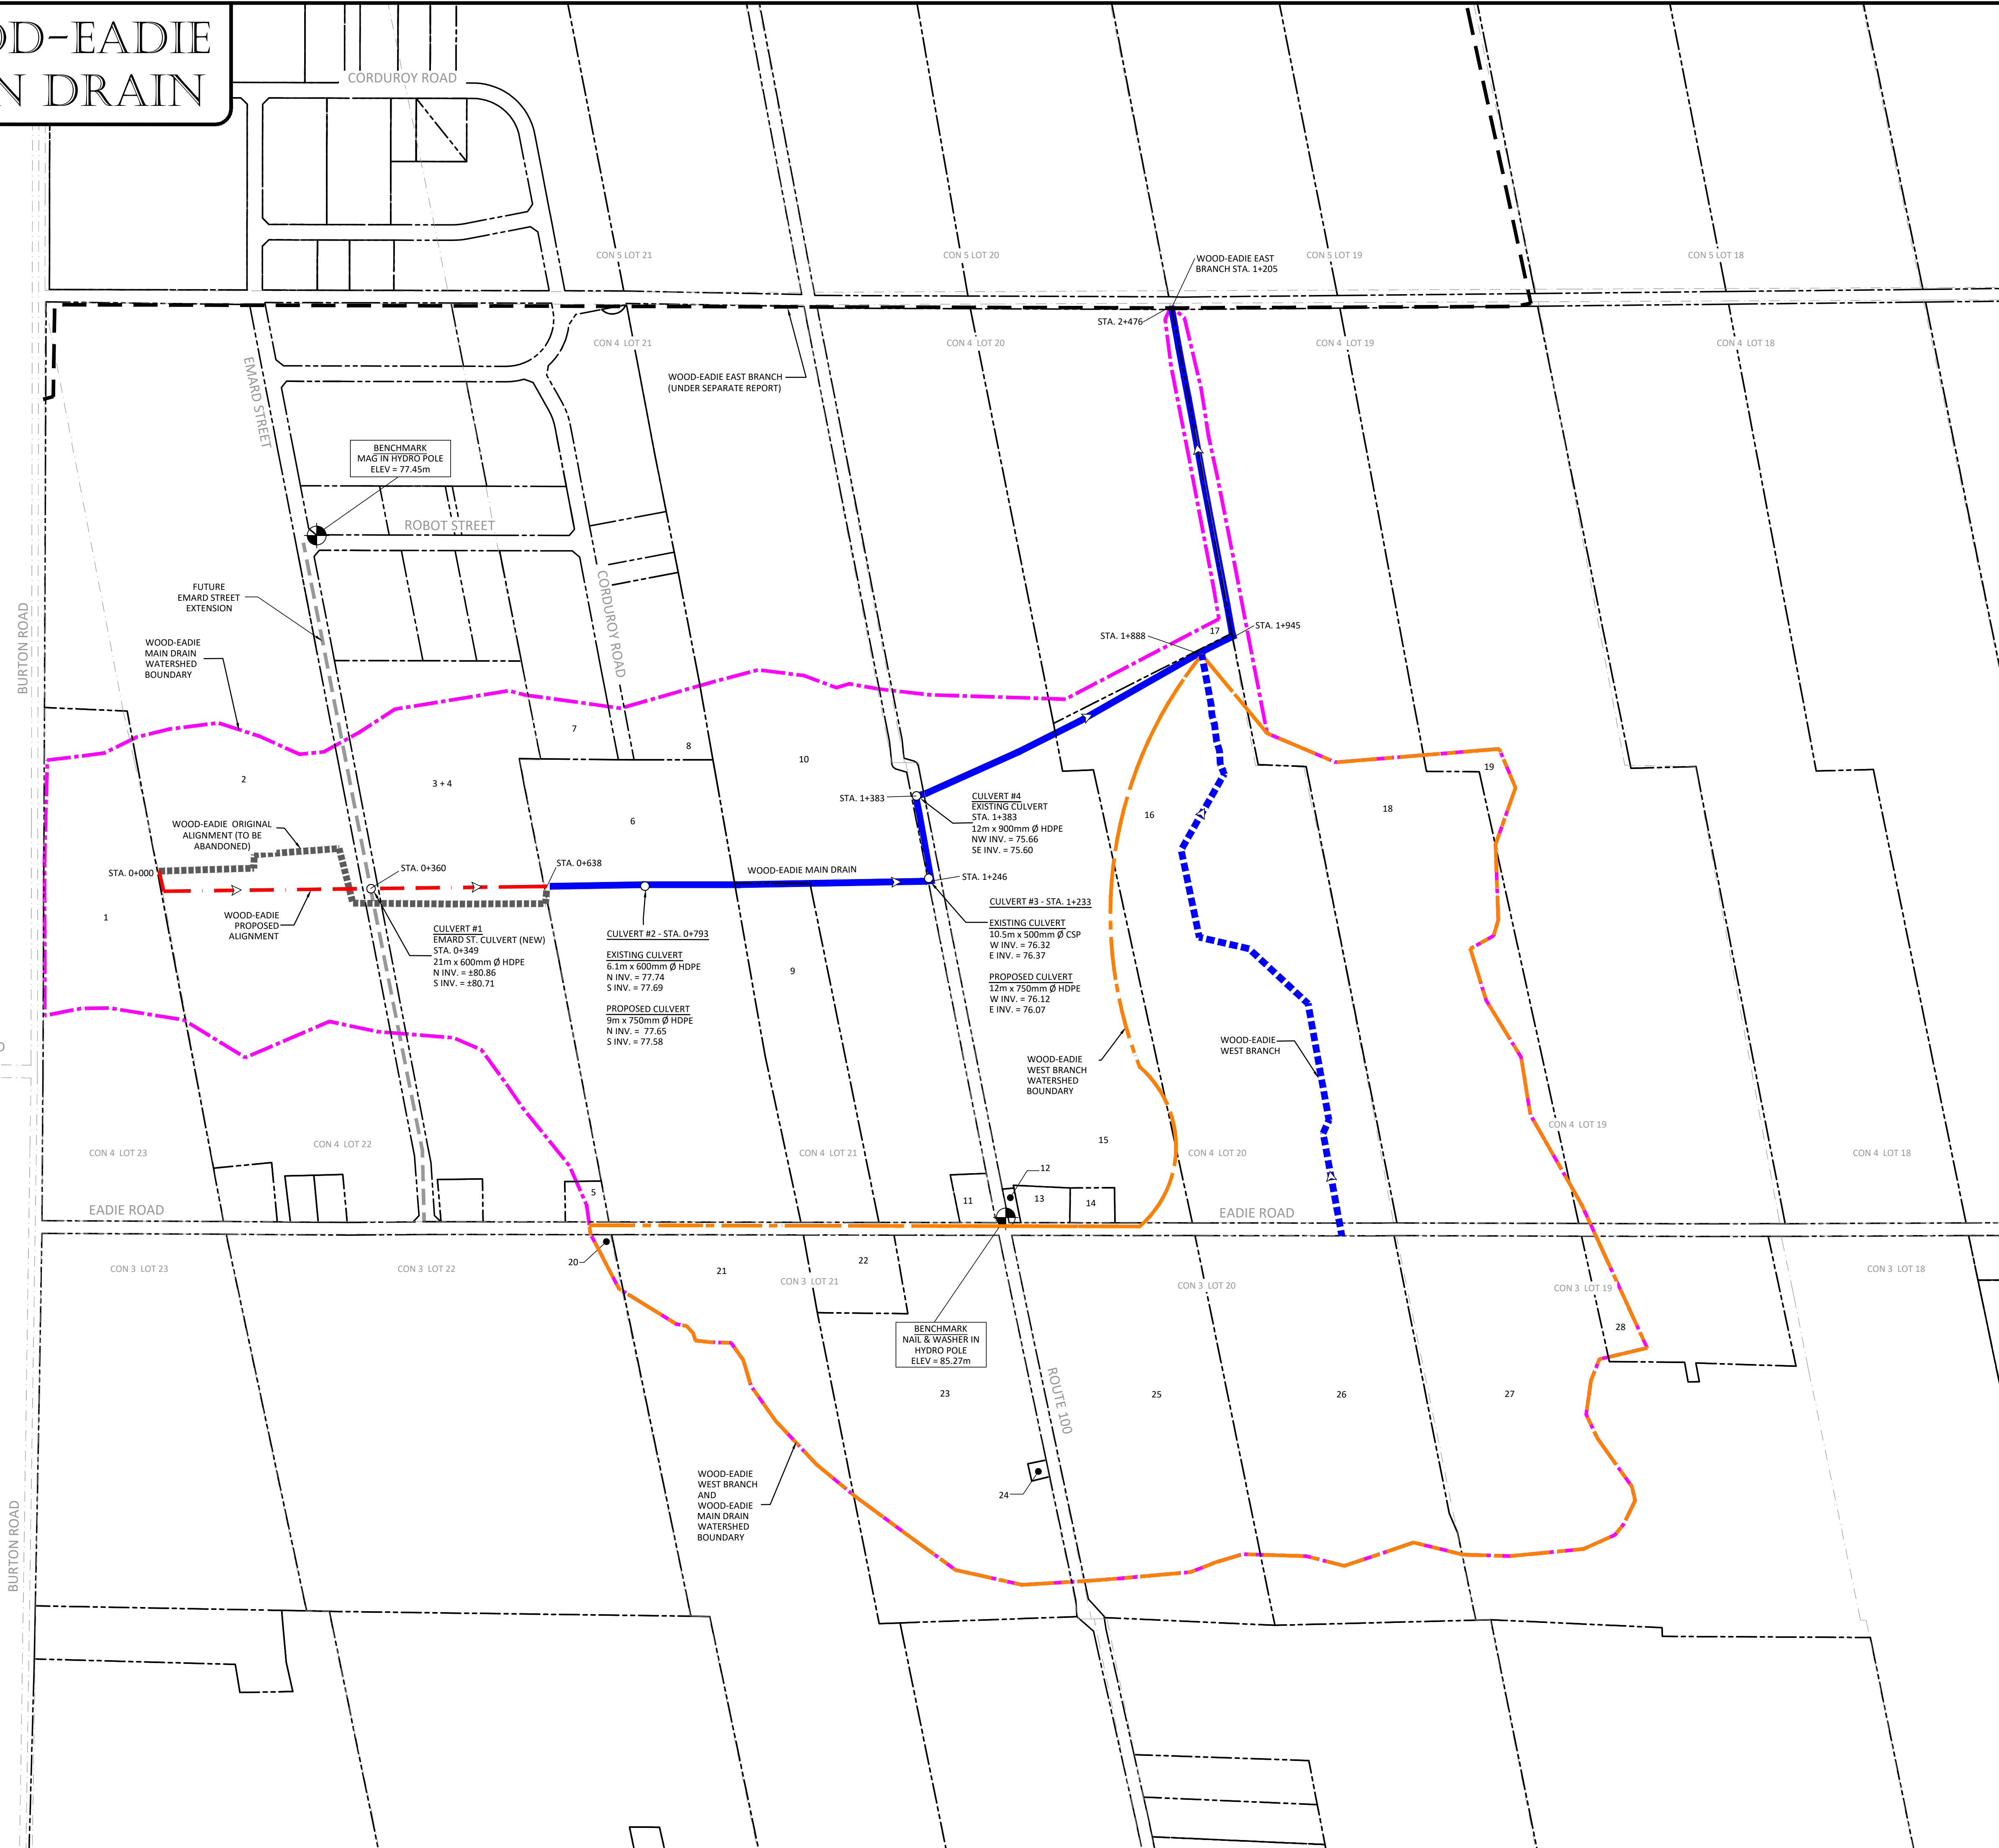 OD-EADIE
N DRAIN
CORDUROY ROAD
CON 5 LOT 21
CON 5 LOT 20
WOOD-EADIE EAST
BRANCH STA. 1+205
CON 5 LOT 19
CON 5 LOT 18
STA. 2+476
CON 4 LOT 21
CON 4 LOT 20
CON 4 LOT 19
CON 4 LOT 18
EMARD STREET
WOOD-EADIE EAST BRANCH
(UNDER SEPARATE REPORT)
BENCHMARK
MAG IN HYDRO POLE
ELEV = 77.45m
ROBOT STREET
CORDUROY ROAD
FUTURE
EMARD STREET
EXTENSION
BURTON ROAD
WOOD-EADIE
MAIN DRAIN
WATERSHED
BOUNDARY
STA. 1+888
17
STA. 1+945
7
8
10
2
3 + 4
19
STA. 1+383
CULVERT #4
EXISTING CULVERT
STA. 1+383
12m x 900mm Ø HDPE
NW INV. = 75.66
SE INV. = 75.60
16
18
6
WOOD-EADIE ORIGINAL
ALIGNMENT (TO BE
ABANDONED)
STA. 0+000
STA. 0+360
STA. 0+638
WOOD-EADIE MAIN DRAIN
STA. 1+246
1
WOOD-EADIE
PROPOSED
ALIGNMENT
CULVERT #1
EMARD ST. CULVERT (NEW)
STA. 0+349
21m x 600mm Ø HDPE
N INV. = ±80.86
S INV. = ±80.71
CULVERT #2 - STA. 0+793
EXISTING CULVERT
6.1m x 600mm Ø HDPE
N INV. = 77.74
S INV. = 77.69
PROPOSED CULVERT
9m x 750mm Ø HDPE
N INV. = 77.65
S INV. = 77.58
9
CULVERT #3 - STA. 1+233
EXISTING CULVERT
10.5m x 500mm Ø CSP
W INV. = 76.32
E INV. = 76.37
PROPOSED CULVERT
12m x 750mm Ø HDPE
W INV. = 76.12
E INV. = 76.07
WOOD-EADIE
WEST BRANCH
WATERSHED
BOUNDARY
WOOD-EADIE
WEST BRANCH
D
CON 4 LOT 23
CON 4 LOT 22
CON 4 LOT 21
15
CON 4 LOT 20
CON 4 LOT 19
CON 4 LOT 18
12
5
11
13
14
EADIE ROAD
EADIE ROAD
CON 3 LOT 23
CON 3 LOT 22
20
21
CON 3 LOT 21
22
CON 3 LOT 20
CON 3 LOT 19
CON 3 LOT 18
BENCHMARK
NAIL & WASHER IN
HYDRO POLE
ELEV = 85.27m
28
23
ROUTE 100
25
26
27
WOOD-EADIE
WEST BRANCH
AND
WOOD-EADIE
MAIN DRAIN
WATERSHED
BOUNDARY
24
BURTON ROAD